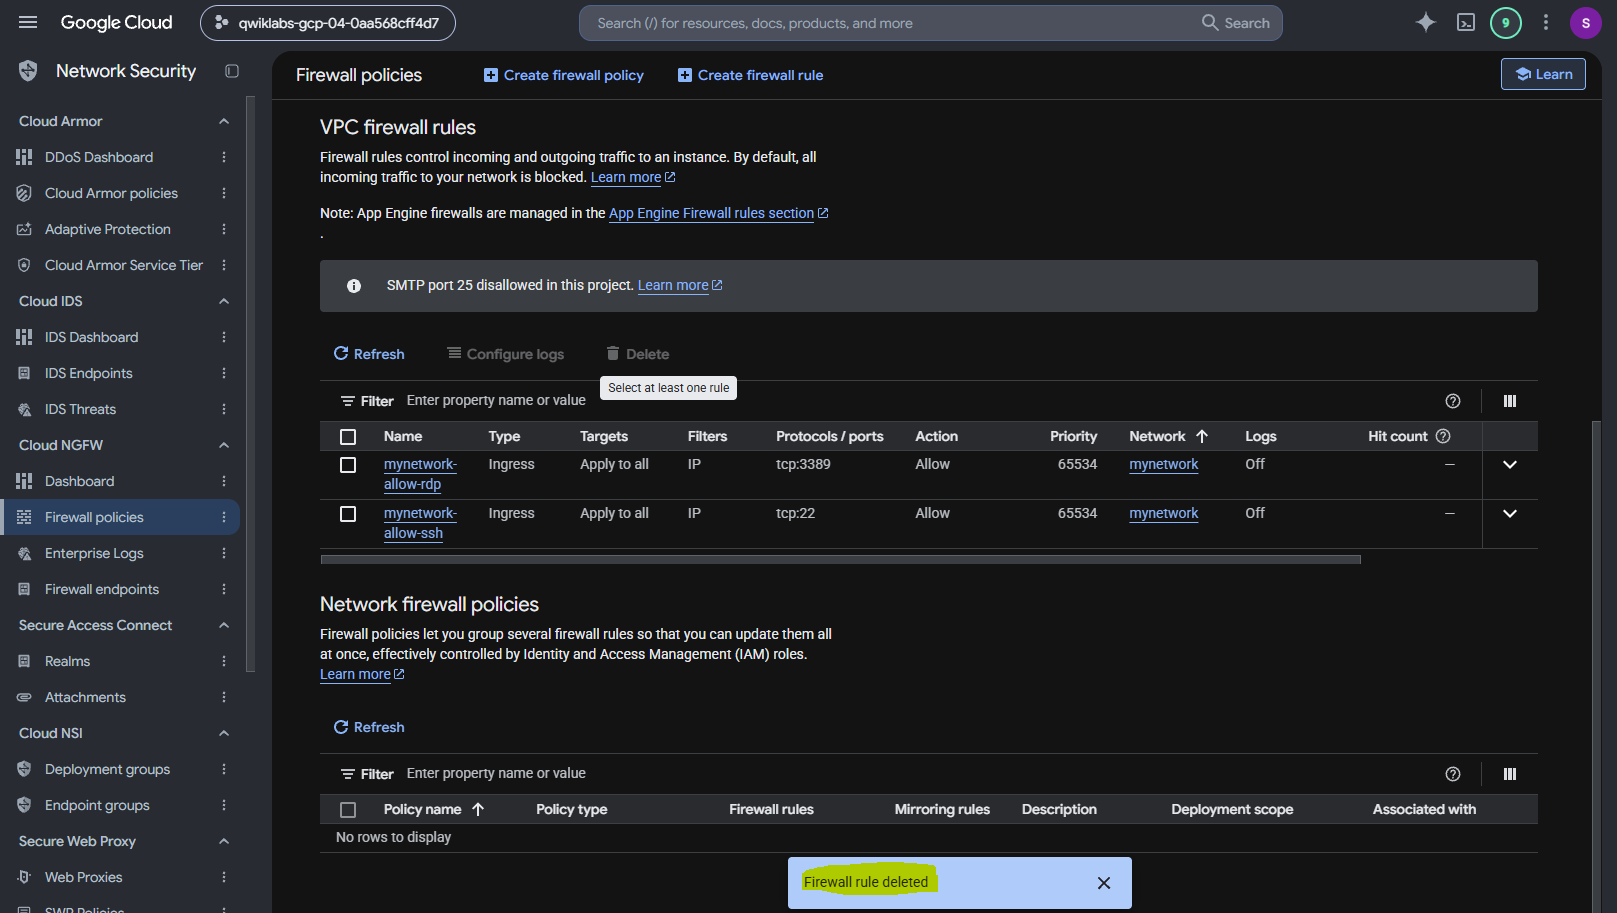 Google Cloud
qwiklabs-gcp-04-0aa568cff4d7
Search (/) for resources, docs, products, and more
Search
9
S
Network Security
Cloud Armor
DDoS Dashboard
Cloud Armor policies
Adaptive Protection
Cloud Armor Service Tier
Cloud IDS
IDS Dashboard
IDS Endpoints
IDS Threats
Cloud NGFW
Dashboard
Firewall policies
Enterprise Logs
Firewall endpoints
Secure Access Connect
Realms
Attachments
Cloud NSI
Deployment groups
Endpoint groups
Secure Web Proxy
Web Proxies
SWP Policies
Firewall policies
Create firewall policy
Create firewall rule
Learn
VPC firewall rules
Firewall rules control incoming and outgoing traffic to an instance. By default, all
incoming traffic to your network is blocked. Learn more
Note: App Engine firewalls are managed in the App Engine Firewall rules section
.
SMTP port 25 disallowed in this project. Learn more
Refresh Configure logs Delete
Select at least one rule
Filter Enter property name or value
Name Type Targets Filters Protocols / ports Action Priority Network Logs Hit count
mynetwork- Ingress Apply to all IP tcp:3389 Allow 65534 mynetwork Off —
allow-rdp
mynetwork- Ingress Apply to all IP tcp:22 Allow 65534 mynetwork Off —
allow-ssh
Network firewall policies
Firewall policies let you group several firewall rules so that you can update them all
at once, effectively controlled by Identity and Access Management (IAM) roles.
Learn more
Refresh
Filter Enter property name or value
Policy name Policy type Firewall rules Mirroring rules Description Deployment scope Associated with
No rows to display
Firewall rule deleted